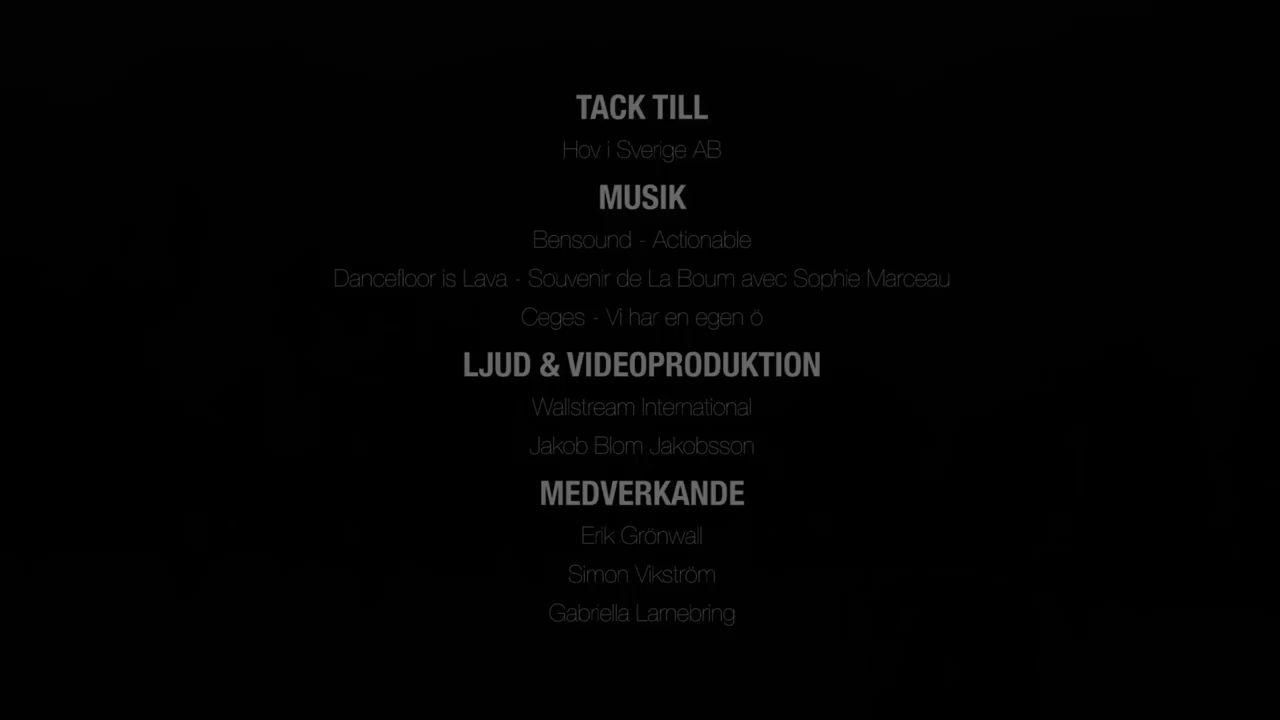 TACK TILL
Hov i Sverige AB
MUSIK
Bensound - Actionable
Dancefloor is Lava - Souvenir de La Boum avec Sophie Marceau
Ceges - Vi har en egen ö
LJUD & VIDEOPRODUKTION
Wallstream International
Jakob Blom Jakobsson
MEDVERKANDE
Erik Grönwall
Simon Vikström
Gabriella Larnebring